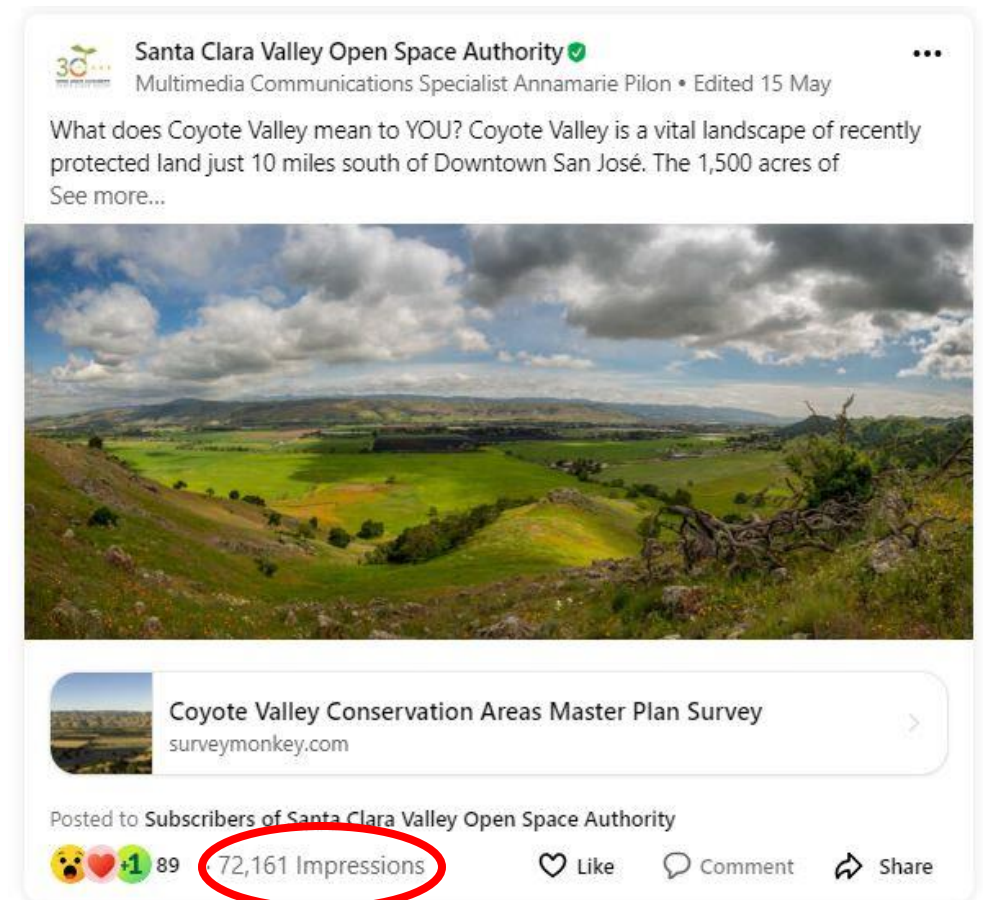 30
Santa Clara Valley Open Space Authority
Multimedia Communications Specialist Annamarie Pilon • Edited 15 May
What does Coyote Valley mean to YOU? Coyote Valley is a vital landscape of recently
protected land just 10 miles south of Downtown San José. The 1,500 acres of
See more...
Coyote Valley Conservation Areas Master Plan Survey
surveymonkey.com
Posted to Subscribers of Santa Clara Valley Open Space Authority
+1 89 · 72,161 Impressions Like Comment Share